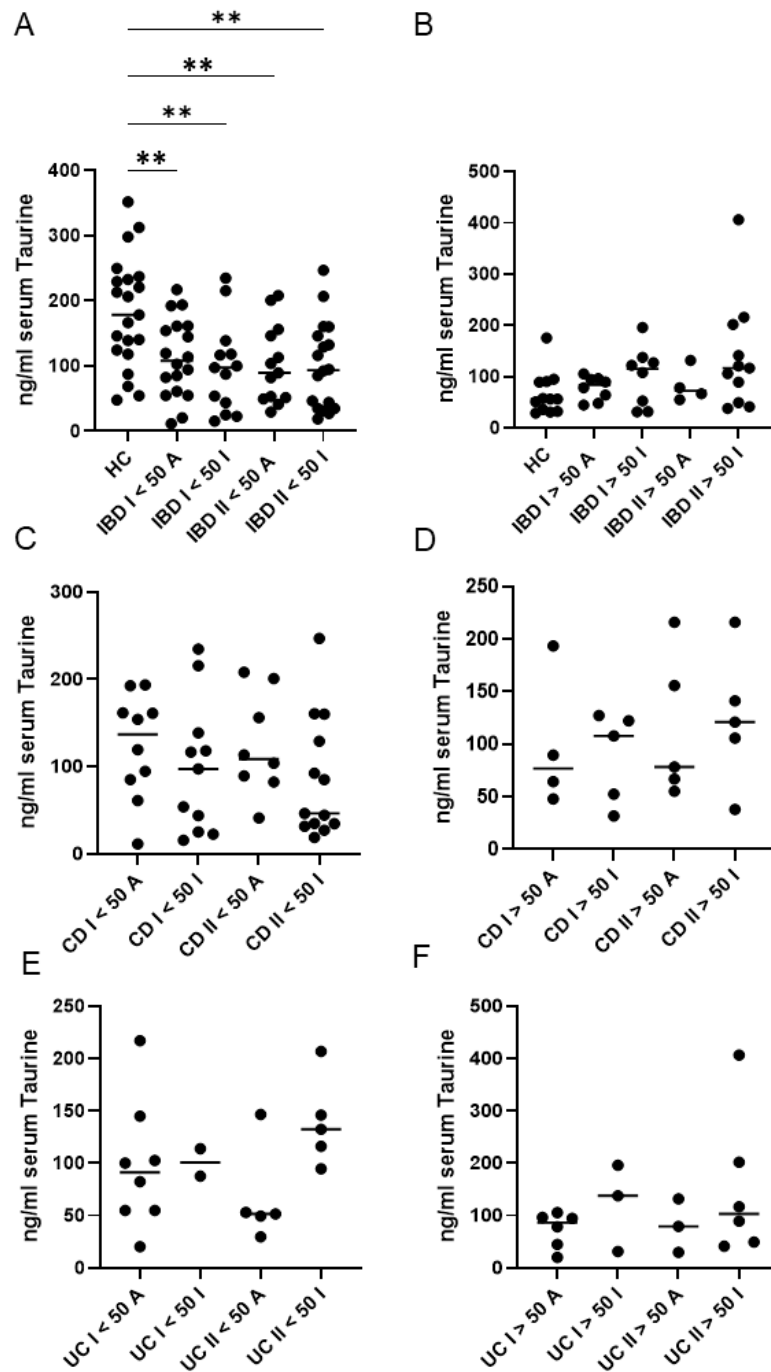 A
**
**
**
**
ng/ml serum Taurine
400
300
200
100
0
HC
IBD I < 50 A
IBD I < 50 I
IBD II < 50 A
IBD II < 50 I
B
ng/ml serum Taurine
500
400
300
200
100
0
HC
IBD I > 50 A
IBD I > 50 I
IBD II > 50 A
IBD II > 50 I
C
ng/ml serum Taurine
300
200
100
0
CD I < 50 A
CD I < 50 I
CD II < 50 A
CD II < 50 I
D
ng/ml serum Taurine
250
200
150
100
50
0
CD I > 50 A
CD I > 50 I
CD II > 50 A
CD II > 50 I
E
ng/ml serum Taurine
250
200
150
100
50
0
UC I < 50 A
UC I < 50 I
UC II < 50 A
UC II < 50 I
F
ng/ml serum Taurine
500
400
300
200
100
0
UC I > 50 A
UC I > 50 I
UC II > 50 A
UC II > 50 I